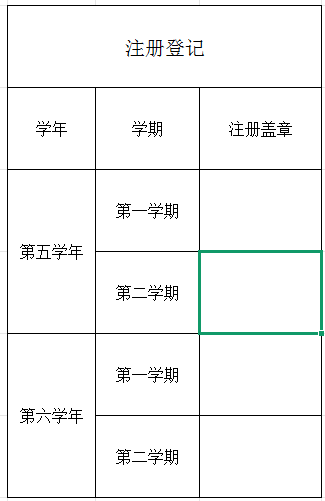 注册登记
学年 学期 注册盖章
第五学年 第一学期
第二学期
第六学年 第一学期
第二学期